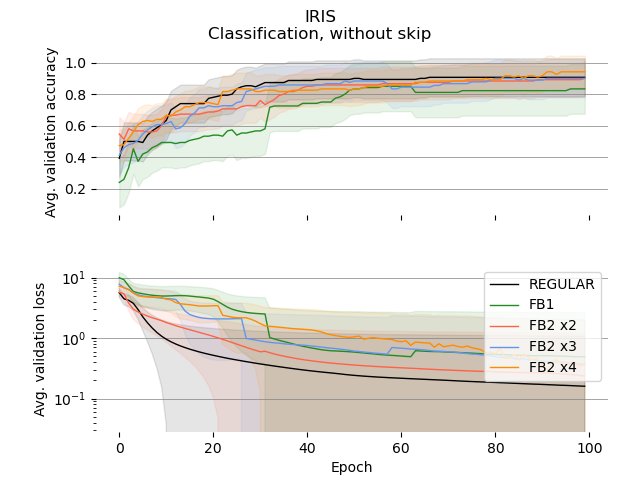 IRIS
Classification, without skip
Avg. validation accuracy
1.0
0.8
0.6
0.4
0.2
Avg. validation loss
10¹
10⁰
10⁻¹
REGULAR
FB1
FB2 x2
FB2 x3
FB2 x4
0 20 40 60 80 100
Epoch